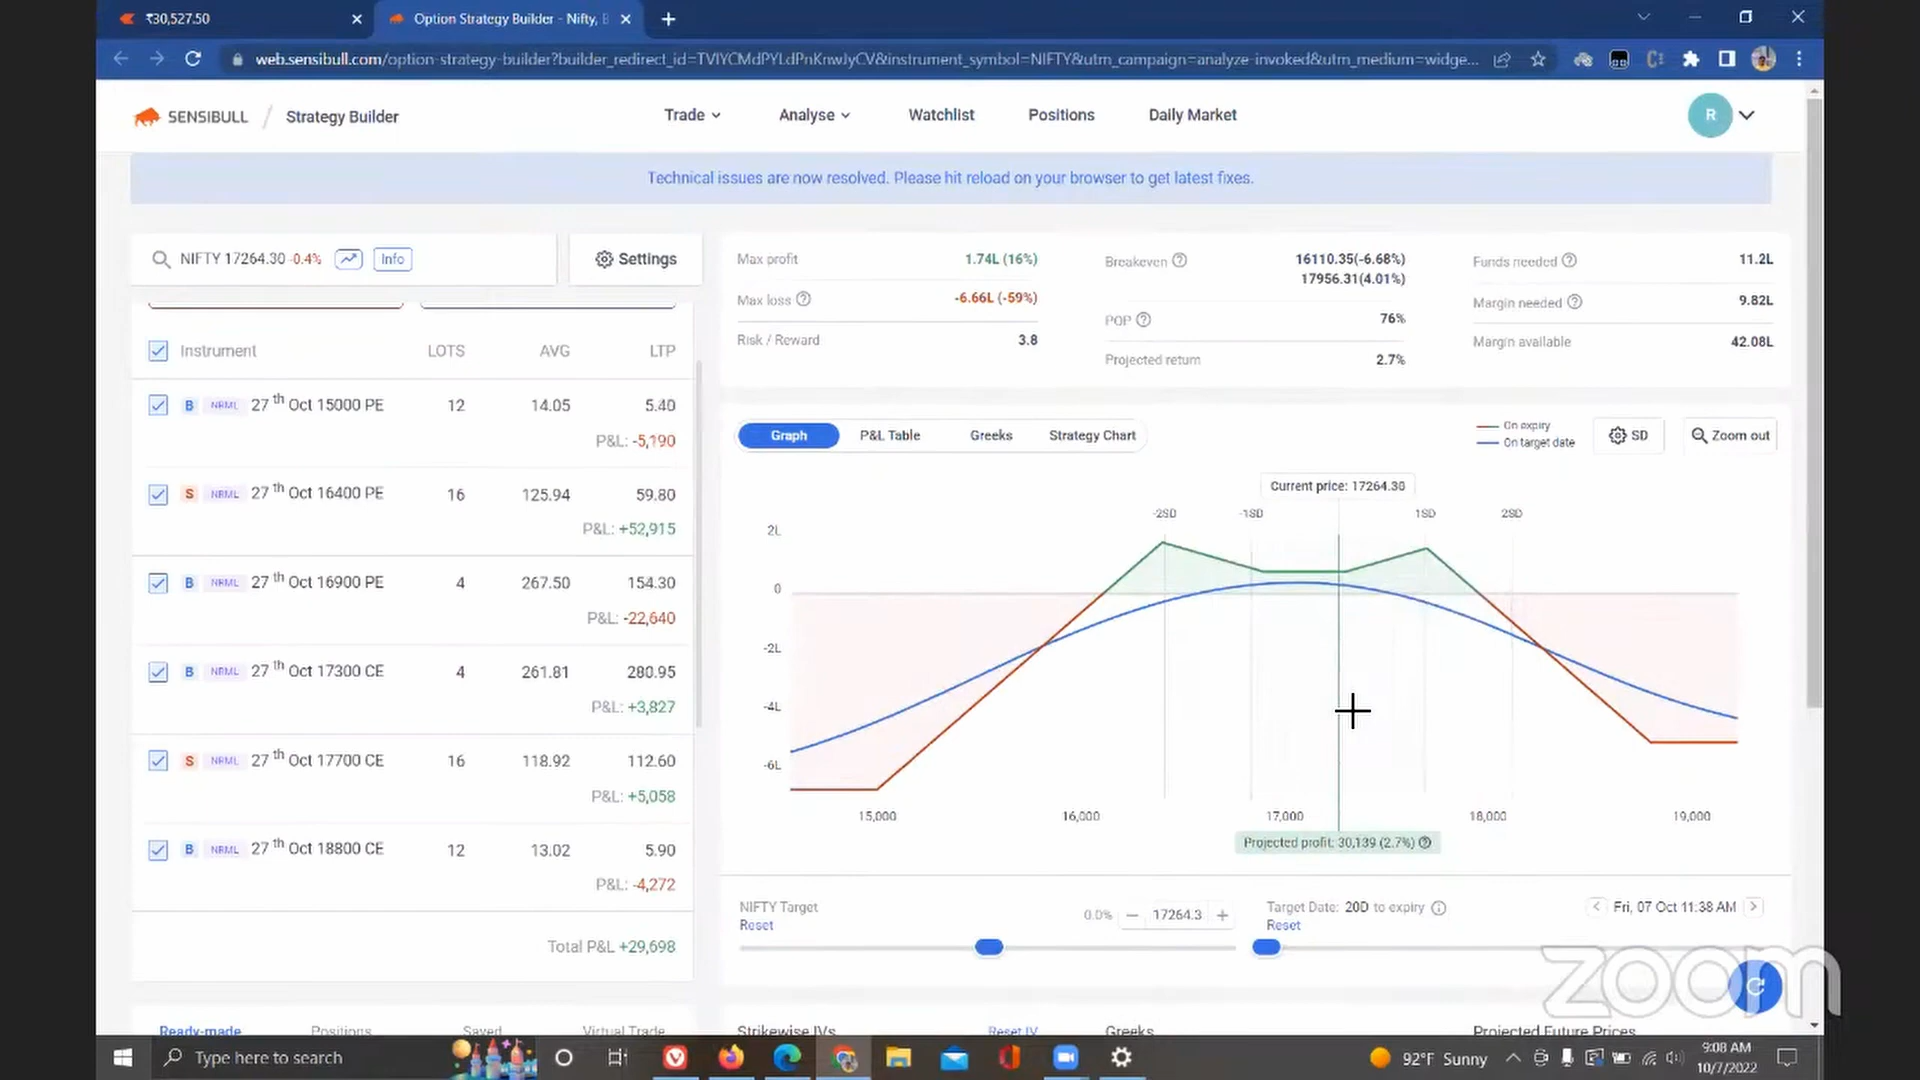 ₹30,527.50
Option Strategy Builder - Nifty, B
web.sensibull.com/option-strategy-builder?builder_redirect_id=TVlYCMdPYLdPnKnwJyCV&instrument_symbol=NIFTY&utm_campaign=analyze-invoked&utm_medium=widge...
SENSIBULL / Strategy Builder
Trade
Analyse
Watchlist
Positions
Daily Market
R
Technical issues are now resolved. Please hit reload on your browser to get latest fixes.
NIFTY 17264.30 -0.4%
Info
Settings
Instrument LOTS AVG LTP
B NRML 27 th Oct 15000 PE 12 14.05 5.40
P&L: -5,190
S NRML 27 th Oct 16400 PE 16 125.94 59.80
P&L: +52,915
B NRML 27 th Oct 16900 PE 4 267.50 154.30
P&L: -22,640
B NRML 27 th Oct 17300 CE 4 261.81 280.95
P&L: +3,827
S NRML 27 th Oct 17700 CE 16 118.92 112.60
P&L: +5,058
B NRML 27 th Oct 18800 CE 12 13.02 5.90
P&L: -4,272
Total P&L +29,698
Ready-made Positions Saved Virtual Trade
Max profit 1.74L (16%)
Max loss -6.66L (-59%)
Risk / Reward 3.8
Breakeven 16110.35(-6.68%)
17956.31(4.01%)
POP 76%
Projected return 2.7%
Funds needed 11.2L
Margin needed 9.82L
Margin available 42.08L
Graph P&L Table Greeks Strategy Chart
On expiry
On target date
SD
Zoom out
Current price: 17264.30
-2SD -1SD 1SD 2SD
2L
0
-2L
-4L
-6L
15,000 16,000 17,000 18,000 19,000
Projected profit: 30,139 (2.7%)
NIFTY Target
Reset
0.0% − 17264.3 +
Target Date: 20D to expiry
Reset
Fri, 07 Oct 11:38 AM
Strikewise IVs Reset IV Greeks Projected Future Prices
zoom
Type here to search
92°F Sunny
9:08 AM
10/7/2022